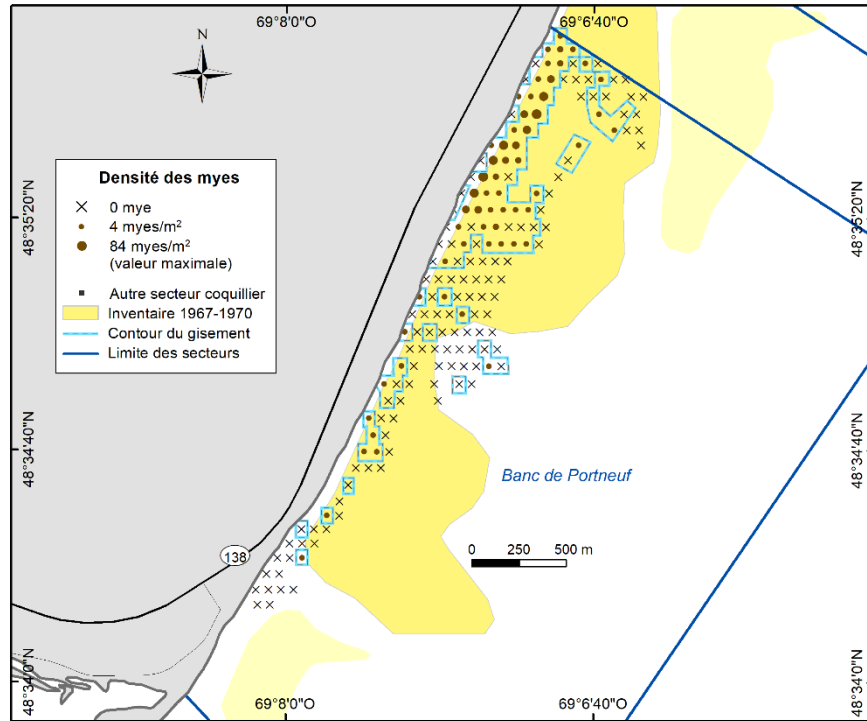 69°8'0"O
69°6'40"O
N
48°35'20"N
48°35'20"N
Densité des myes
0 mye
4 myes/m²
84 myes/m²
(valeur maximale)
Autre secteur coquillier
Inventaire 1967-1970
Contour du gisement
Limite des secteurs
48°34'40"N
48°34'40"N
Banc de Portneuf
0 250 500 m
138
48°34'0"N
48°34'0"N
69°8'0"O
69°6'40"O